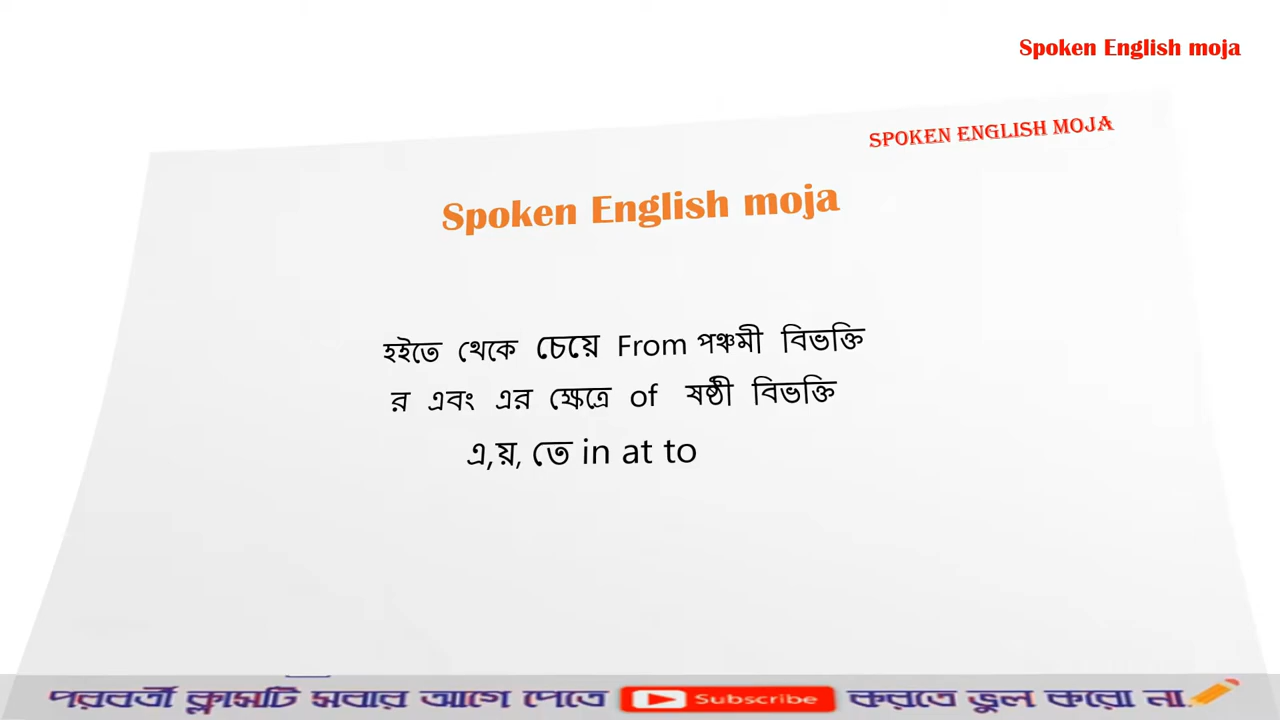 Spoken English moja
SPOKEN ENGLISH MOJA
Spoken English moja
হইতে থেকে চেয়ে From পঞ্চমী বিভক্তি
র এবং এর ক্ষেত্রে of ষষ্ঠী বিভক্তি
এ,য়, তে in at to
পরবর্তী ক্লাসটি সবার আগে পেতে Subscribe করতে ভুল করো না